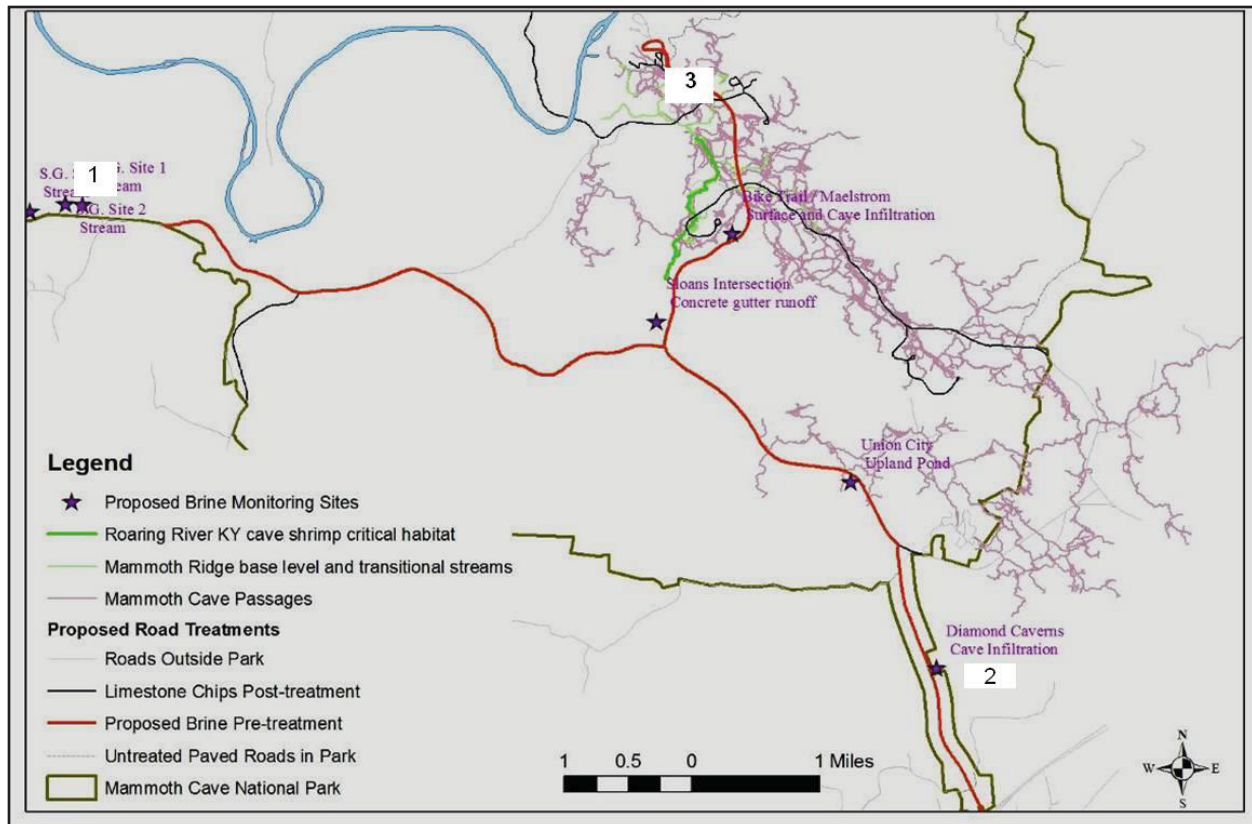 3
1
S.G. Site 1
Stream
S.G. Site 2
Stream
Bike Trail / Maelstrom
Surface and Cave Infiltration
Sloans Intersection
Concrete gutter runoff
Union City
Upland Pond
Diamond Caverns
Cave Infiltration
2
Legend
Proposed Brine Monitoring Sites
Roaring River KY cave shrimp critical habitat
Mammoth Ridge base level and transitional streams
Mammoth Cave Passages
Proposed Road Treatments
Roads Outside Park
Limestone Chips Post-treatment
Proposed Brine Pre-treatment
Untreated Paved Roads in Park
Mammoth Cave National Park
1 0.5 0 1 Miles
N
W E
S